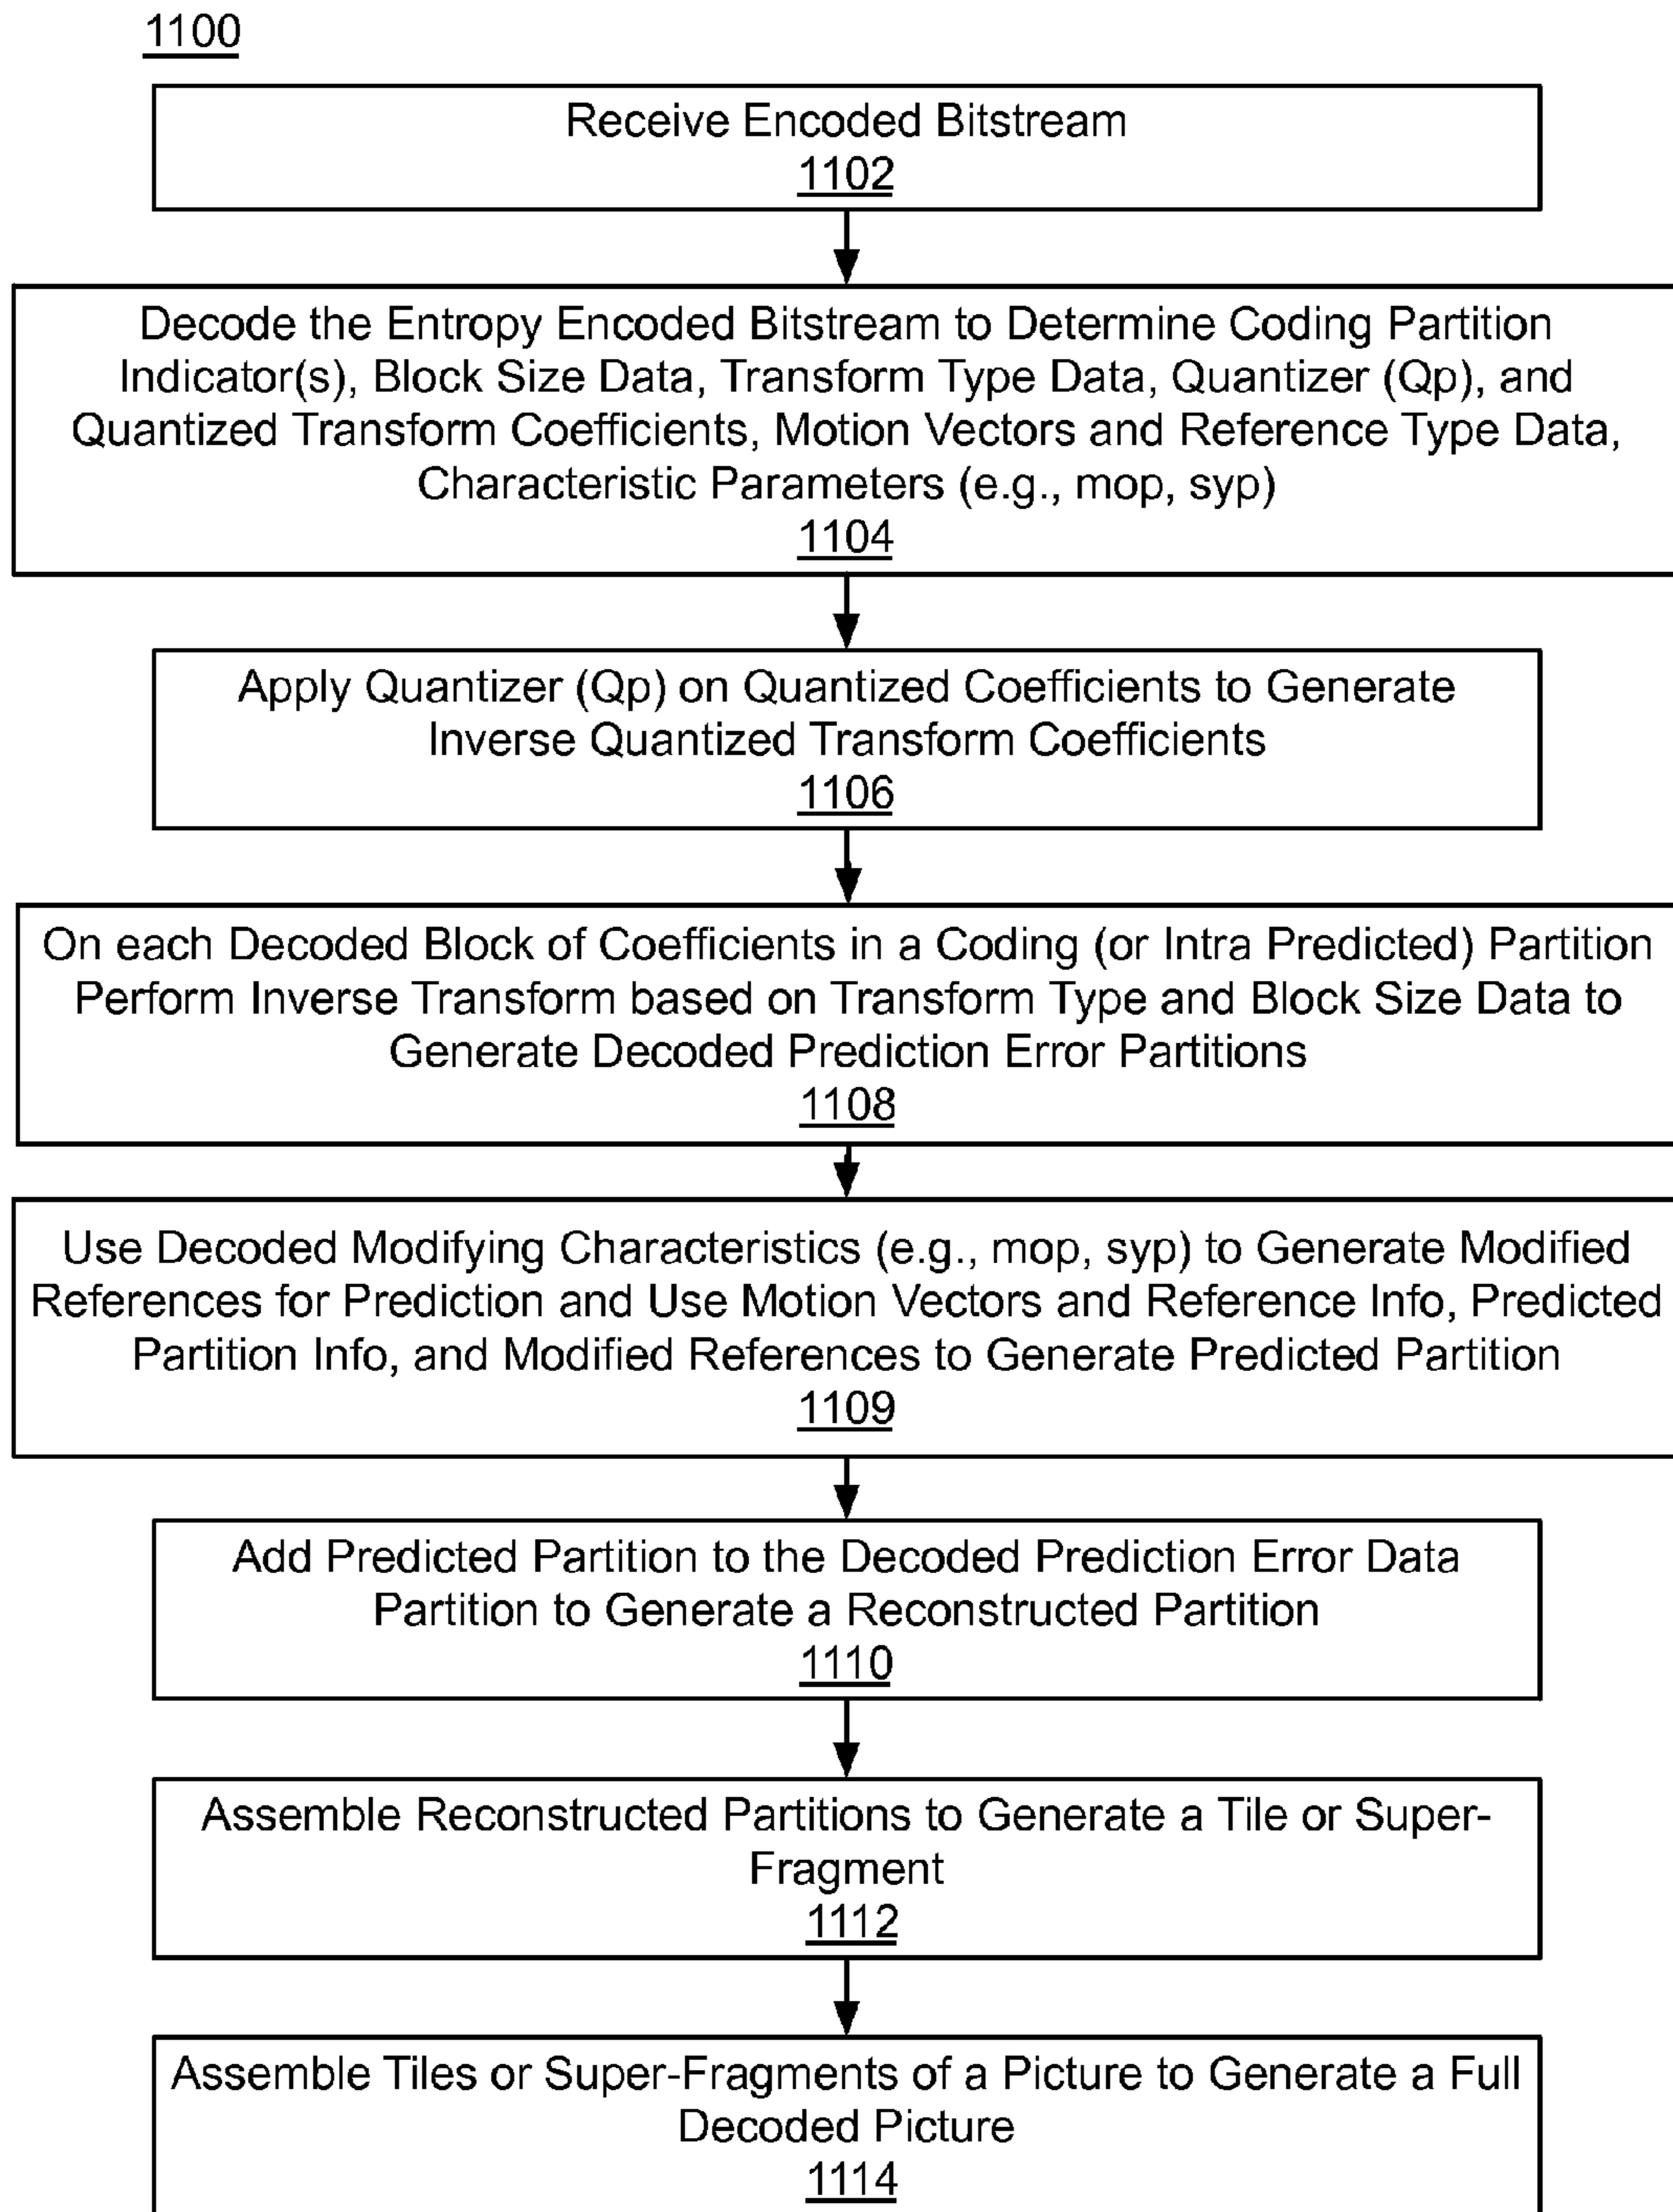 1100
Receive Encoded Bitstream
1102
Decode the Entropy Encoded Bitstream to Determine Coding Partition
Indicator(s), Block Size Data, Transform Type Data, Quantizer (Qp), and
Quantized Transform Coefficients, Motion Vectors and Reference Type Data,
Characteristic Parameters (e.g., mop, syp)
1104
Apply Quantizer (Qp) on Quantized Coefficients to Generate
Inverse Quantized Transform Coefficients
1106
On each Decoded Block of Coefficients in a Coding (or Intra Predicted) Partition
Perform Inverse Transform based on Transform Type and Block Size Data to
Generate Decoded Prediction Error Partitions
1108
Use Decoded Modifying Characteristics (e.g., mop, syp) to Generate Modified
References for Prediction and Use Motion Vectors and Reference Info, Predicted
Partition Info, and Modified References to Generate Predicted Partition
1109
Add Predicted Partition to the Decoded Prediction Error Data
Partition to Generate a Reconstructed Partition
1110
Assemble Reconstructed Partitions to Generate a Tile or Super-
Fragment
1112
Assemble Tiles or Super-Fragments of a Picture to Generate a Full
Decoded Picture
1114